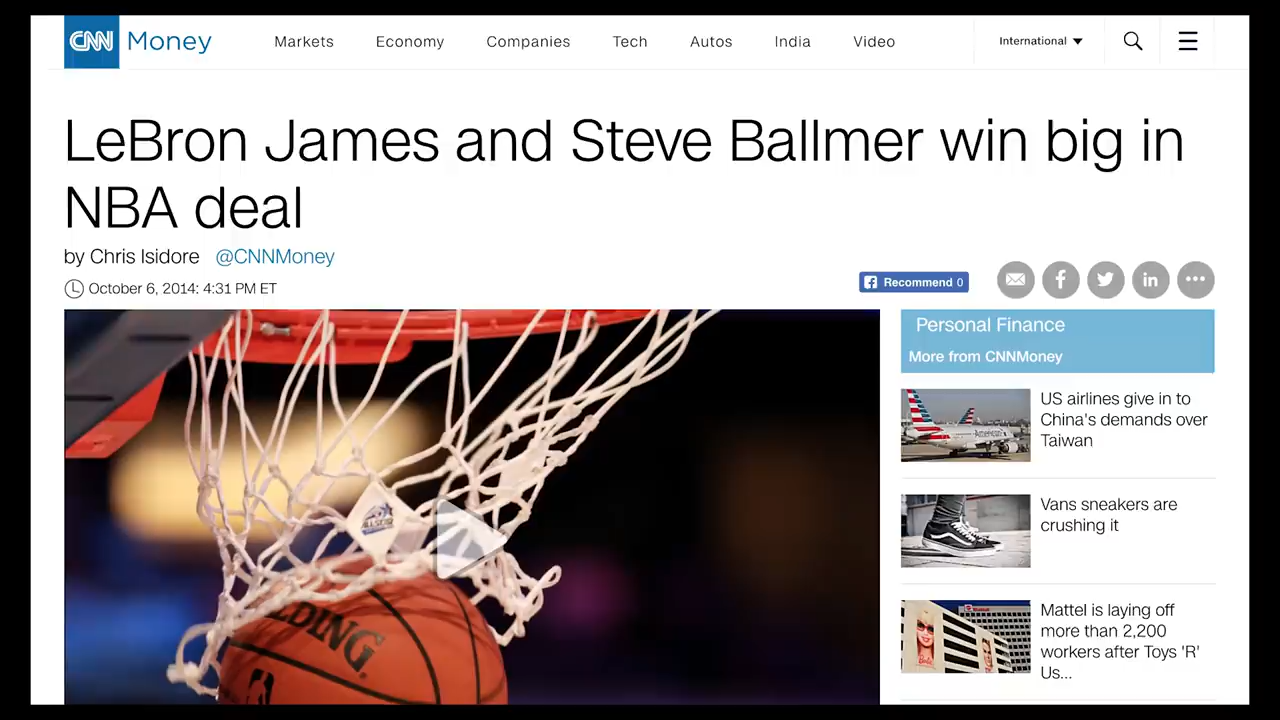 CNN Money
Markets
Economy
Companies
Tech
Autos
India
Video
International
LeBron James and Steve Ballmer win big in
NBA deal
by Chris Isidore @CNNMoney
October 6, 2014: 4:31 PM ET
Recommend 0
Personal Finance
More from CNNMoney
US airlines give in to
China's demands over
Taiwan
Vans sneakers are
crushing it
Mattel is laying off
more than 2,200
workers after Toys 'R'
Us...